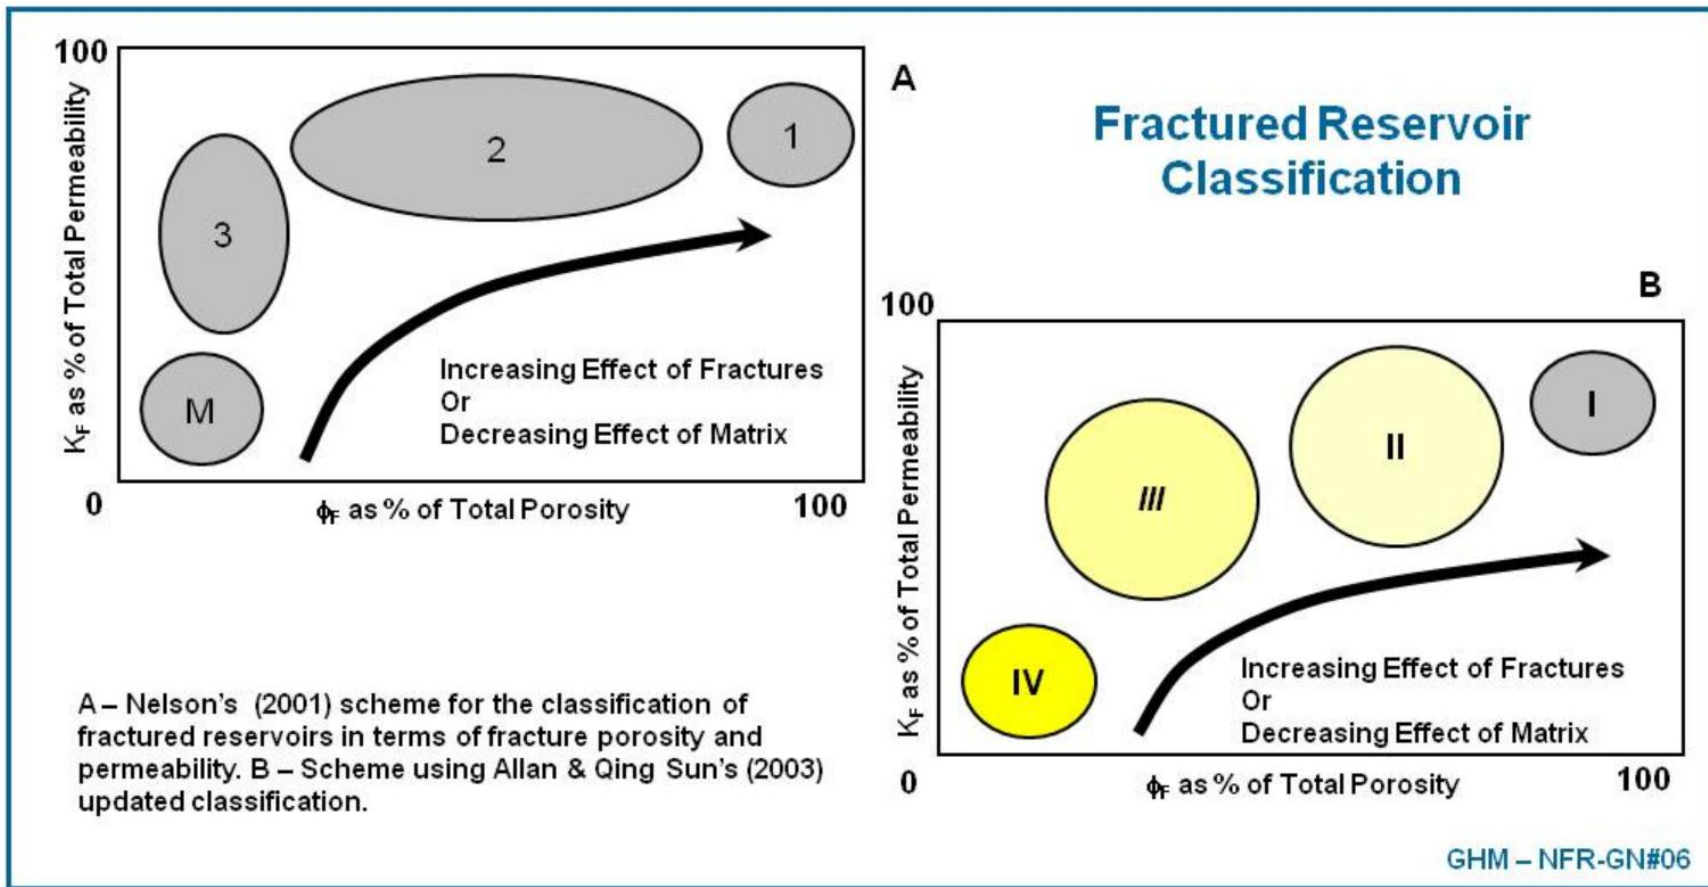 100
A
K_F as % of Total Permeability
2
1
3
M
Increasing Effect of Fractures
Or
Decreasing Effect of Matrix
0
ϕ_F as % of Total Porosity
100
Fractured Reservoir
Classification
B
100
K_F as % of Total Permeability
I
II
III
IV
Increasing Effect of Fractures
Or
Decreasing Effect of Matrix
0
ϕ_F as % of Total Porosity
100
A – Nelson's (2001) scheme for the classification of
fractured reservoirs in terms of fracture porosity and
permeability. B – Scheme using Allan & Qing Sun's (2003)
updated classification.
GHM – NFR-GN#06